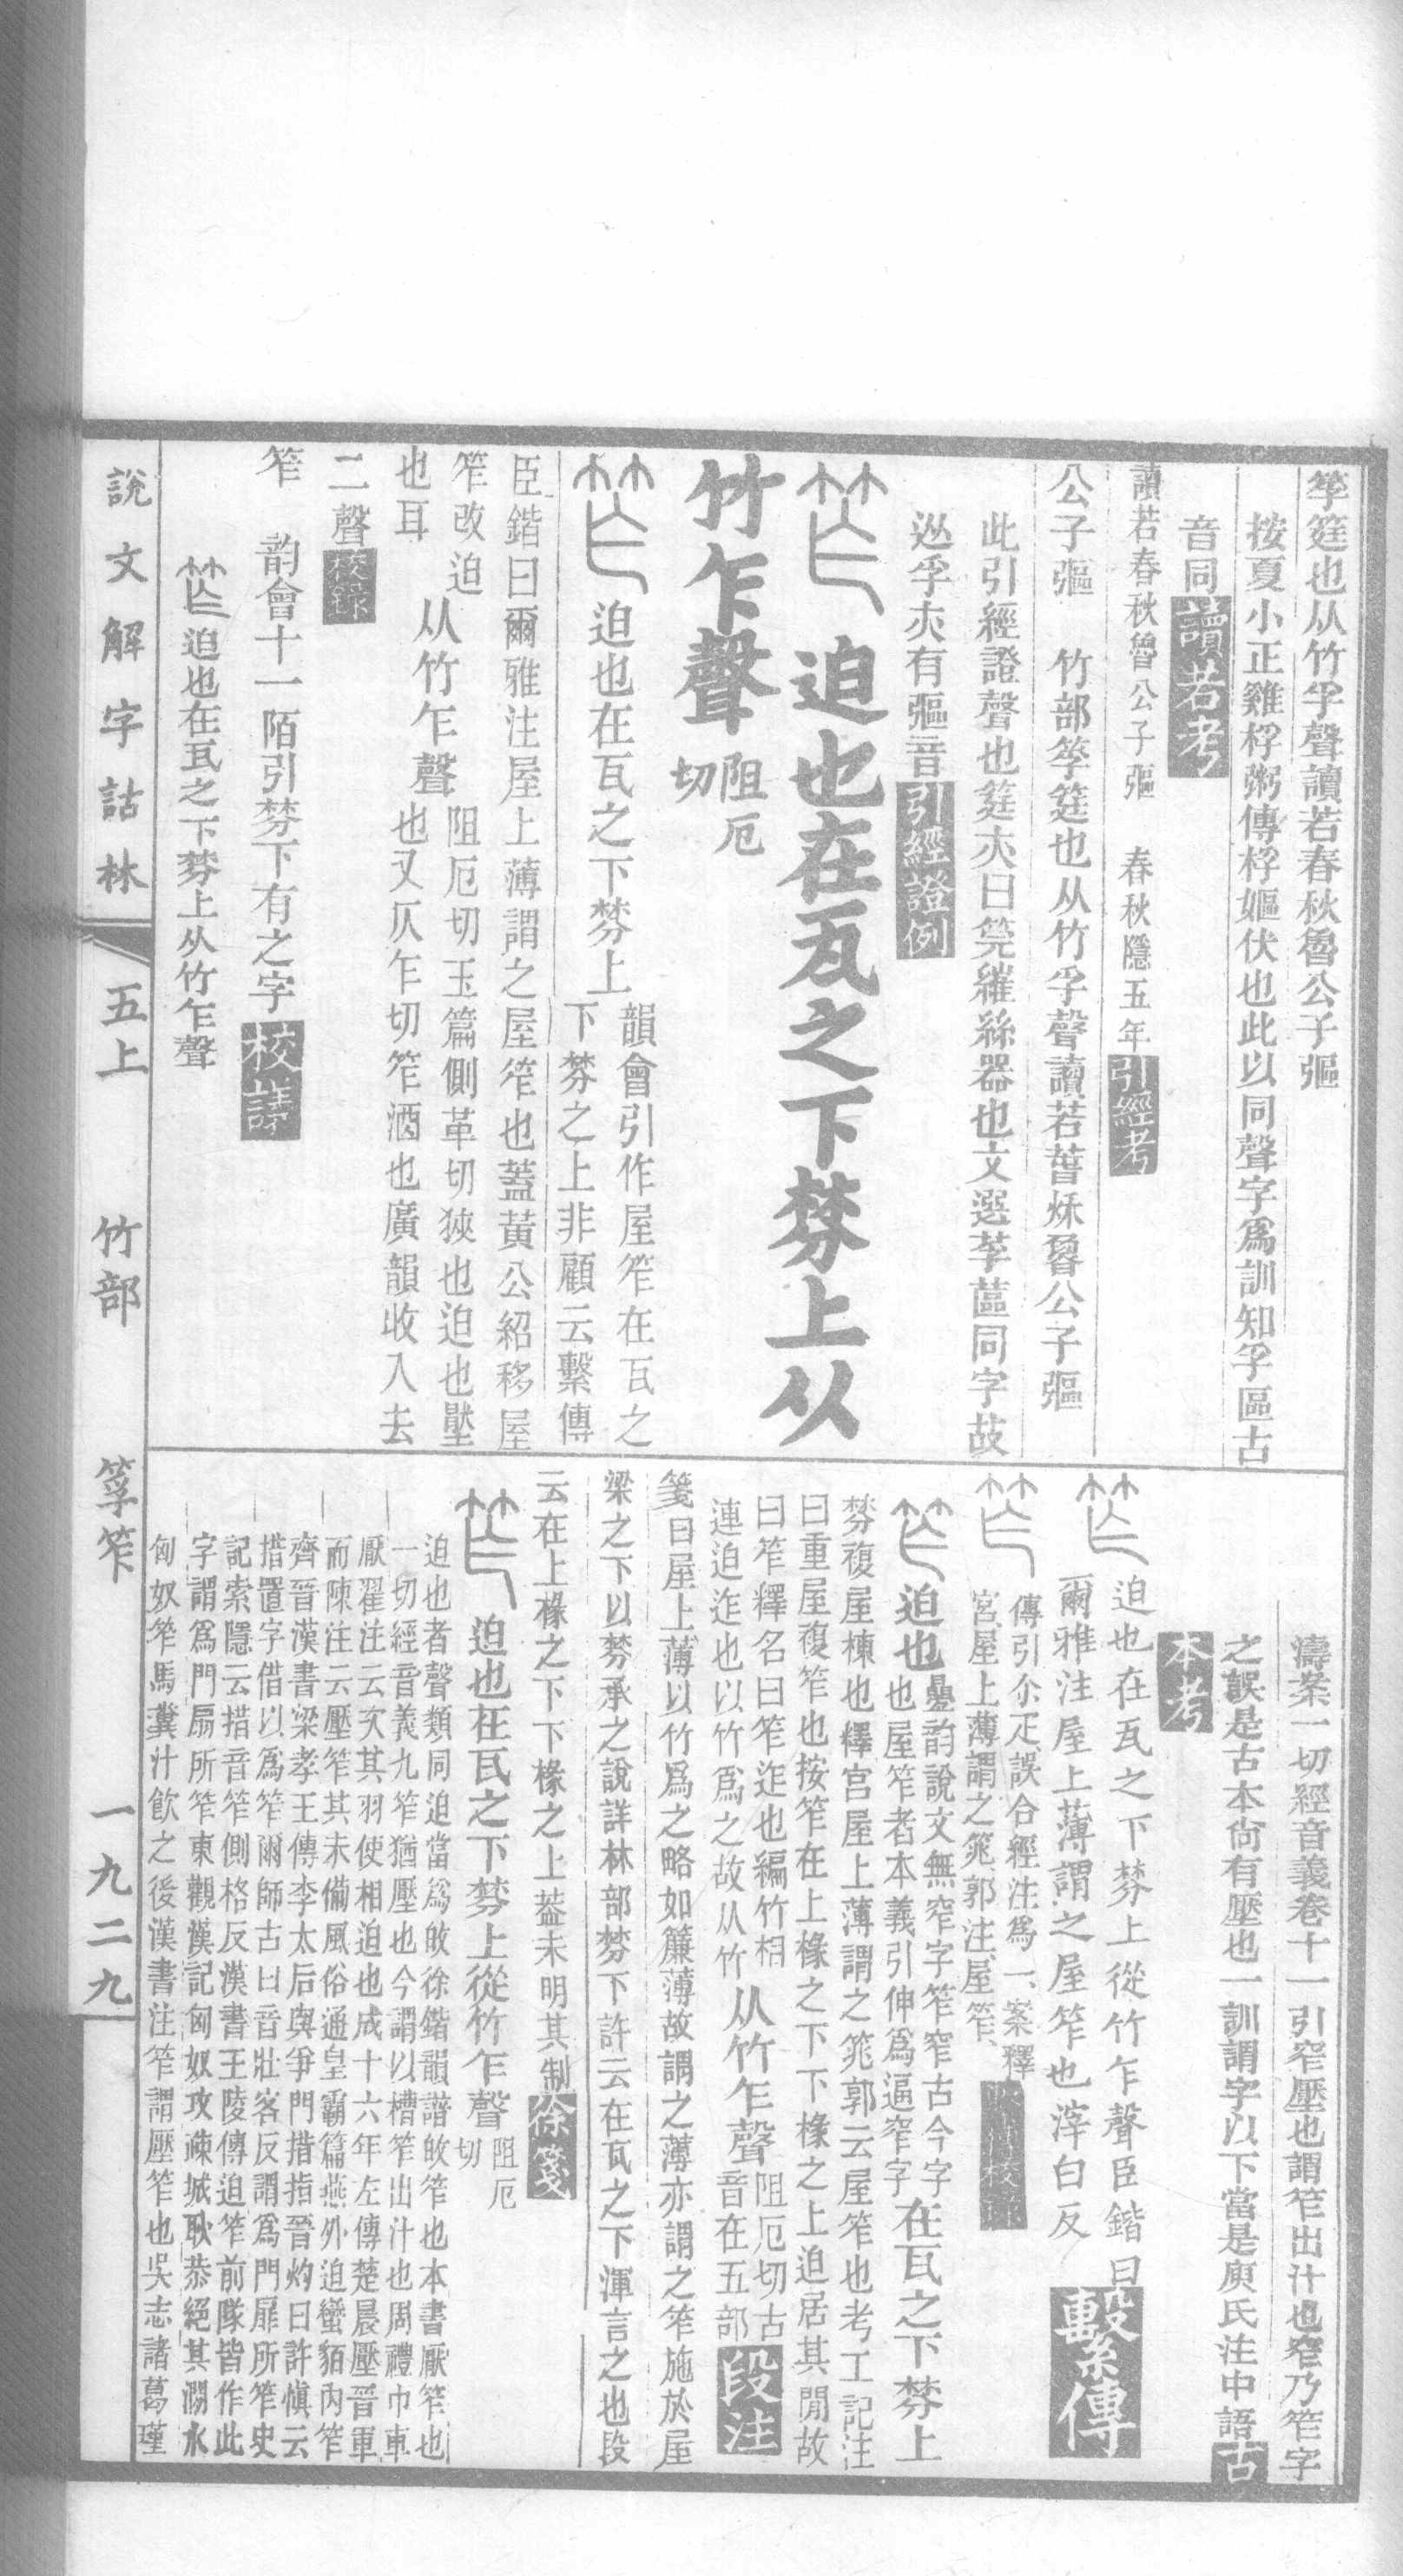 筟筳也从竹孚聲讀若春秋魯公子彄
按夏小正雞桴粥傳桴嫗伏也此以同聲字爲訓知孚區古
音同讀若考
讀若春秋魯公子彄　春秋隱五年引經考
公子彄　竹部筟筳也从竹孚聲讀若萅秌魯公子彄
此引經證聲也筳夾曰筦繀絲器也文選莩蓲同字故
從孚亦有彄音引經證例
迫也在瓦之下棼上从
竹乍聲阻厄切
迫也在瓦之下棼上韻會引作屋笮在瓦之
下棼之上非顧云繫傳
臣鍇曰爾雅注屋上薄謂之屋笮也蓋黃公紹移屋
笮改迫也耳从竹乍聲阻厄切玉篇側革切狹也迫也壓
也又仄乍切笮酒也廣韻收入去
二聲校錄
笮　韵會十一陌引棼下有之字校議
迫也在瓦之下棼上从竹乍聲
濤案一切經音義卷十一引窄壓也謂笮出汁也窄乃笮字
之誤是古本尙有壓也一訓謂字以下當是庾氏注中語古
本考
迫也在瓦之下棼上從竹乍聲臣鍇曰
爾雅注屋上薄謂之屋笮也滓白反繫傳
傳引尒疋誤合經注爲一案釋
宮屋上薄謂之筄郭注屋笮
迫也疊韵說文無窄字笮窄古今字
也屋笮者本義引伸爲逼窄字在瓦之下棼上
棼複屋棟也釋宫屋上薄謂之筄郭云屋笮也考工記注
曰重屋複笮也按笮在上椽之下下椽之上迫居其閒故
曰笮釋名曰笮迮也編竹相
連迫迮也以竹爲之故从竹从竹乍聲阻厄切古
音在五部段注
箋曰屋上薄以竹爲之略如簾薄故謂之薄亦謂之笮施於屋
梁之下以棼承之說詳林部棼下許云在瓦之下渾言之也段
云在上椽之下下椽之上葢未明其制徐箋
迫也在瓦之下棼上從竹乍聲阻厄切
迫也者聲類同迫當爲敀徐鍇韻譜敀笮也本書厭笮也
一切經音義九笮猶壓也今謂以槽笮出汁也周禮巾車
厭翟注云次其羽使相迫也成十六年左傳楚晨壓晉軍
而陳注云壓笮其未備風俗通皇霸篇燕外迫蠻貊內笮
齊晉漢書梁孝王傳李太后與爭門措指晉灼曰許愼云
措置字借以爲笮爾師古曰音壯客反謂爲門扉所笮史
記索隱云措音笮側格反漢書王陵傳迫笮前隊皆作此
字謂爲門扇所笮東觀漢記匈奴攻疎城耿恭絕其澗水
匈奴笮馬糞汁飲之後漢書注笮謂壓笮也吳志諸葛瑾
說文解字詁林　五上　竹部　筟笮　一九二九